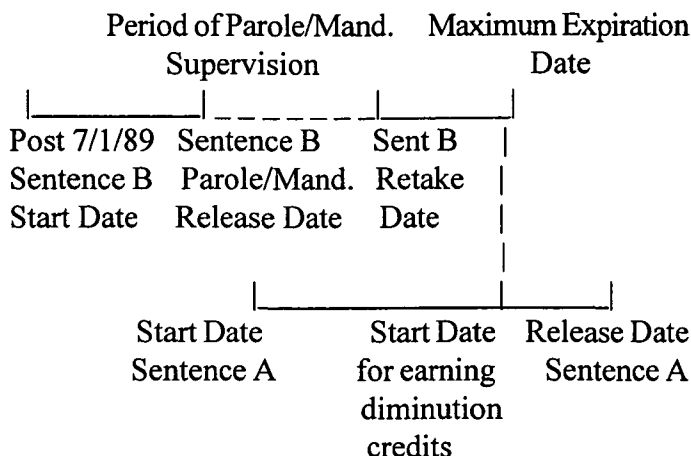 Period of Parole/Mand. Maximum Expiration
Supervision Date
Post 7/1/89 Sentence B Sent B
Sentence B Parole/Mand. Retake
Start Date Release Date Date
Start Date Start Date Release Date
Sentence A for earning Sentence A
diminution
credits